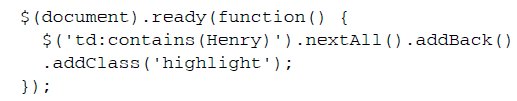 $(document).ready(function() {
  $('td:contains(Henry)').nextAll().addBack()
  .addClass('highlight');
});